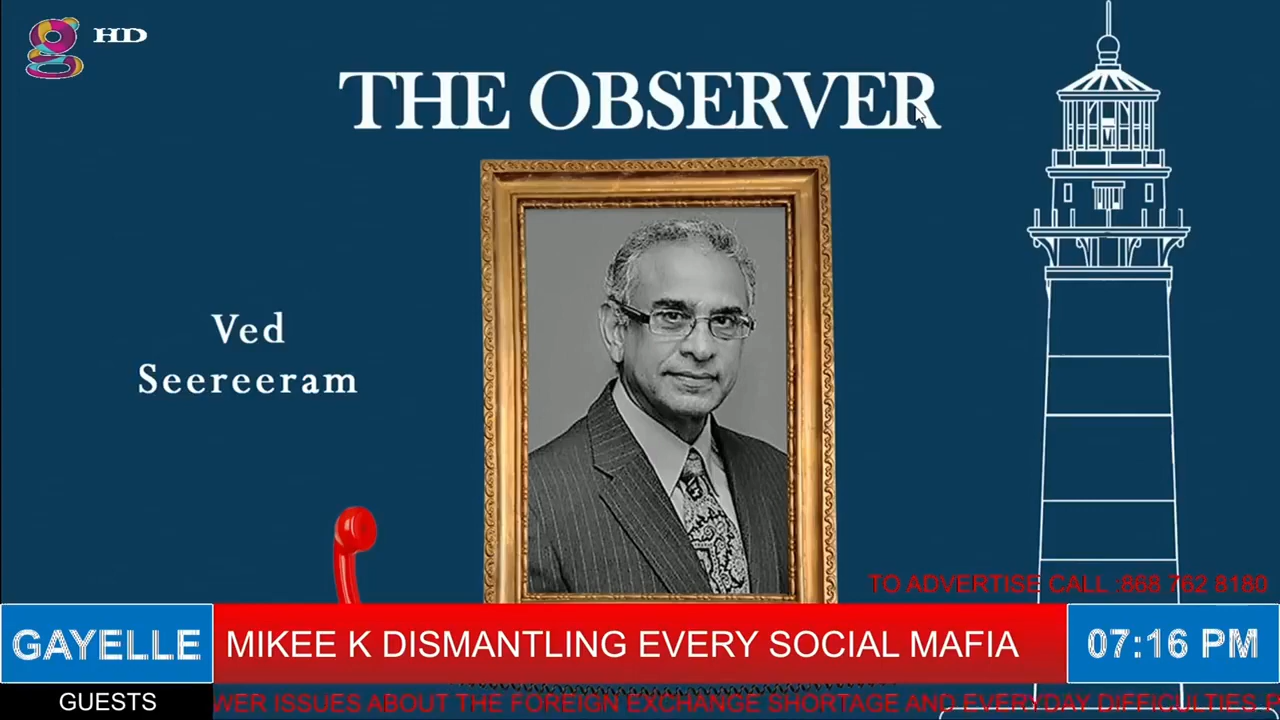 g HD
THE OBSERVER
Ved
Seereeram
TO ADVERTISE CALL :868 762 8180
GAYELLE
MIKEE K DISMANTLING EVERY SOCIAL MAFIA
07:16 PM
GUESTS
ISSUES ABOUT THE FOREIGN EXCHANGE SHORTAGE AND EVERYDAY DIFFICULTIES